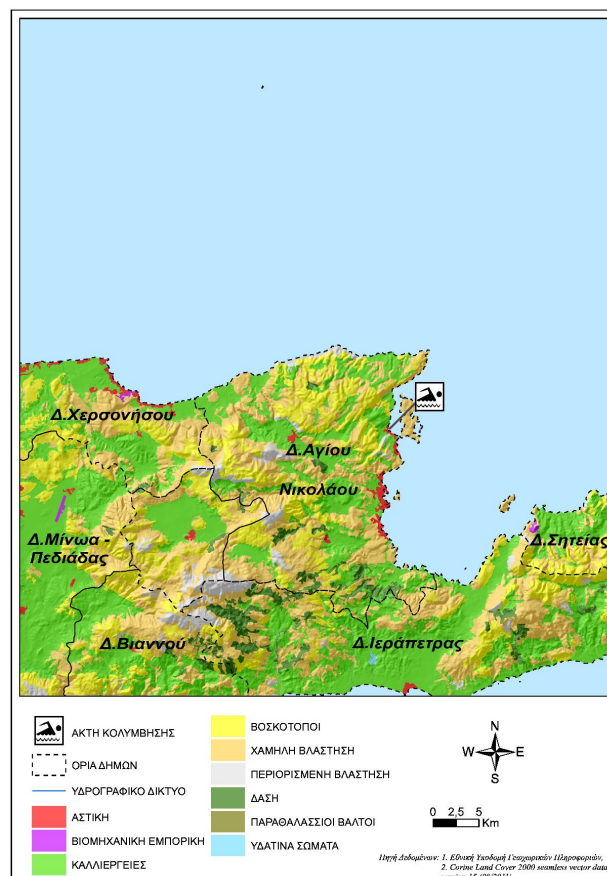 Δ.Χερσονήσου
Δ.Αγίου
Νικολάου
Δ.Μίνωα -
Πεδιάδας
Δ.Σητείας
Δ.Βιαννού
Δ.Ιεράπετρας
ΑΚΤΗ ΚΟΛΥΜΒΗΣΗΣ
ΟΡΙΑ ΔΗΜΩΝ
ΥΔΡΟΓΡΑΦΙΚΟ ΔΙΚΤΥΟ
ΑΣΤΙΚΗ
ΒΙΟΜΗΧΑΝΙΚΗ ΕΜΠΟΡΙΚΗ
ΚΑΛΛΙΕΡΓΕΙΕΣ
ΒΟΣΚΟΤΟΠΟΙ
ΧΑΜΗΛΗ ΒΛΑΣΤΗΣΗ
ΠΕΡΙΟΡΙΣΜΕΝΗ ΒΛΑΣΤΗΣΗ
ΔΑΣΗ
ΠΑΡΑΘΑΛΑΣΣΙΟΙ ΒΑΛΤΟΙ
ΥΔΑΤΙΝΑ ΣΩΜΑΤΑ
N
W E
S
0 2,5 5
Km
Πηγή Δεδομένων: 1. Εθνική Υποδομή Γεωχωρικών Πληροφοριών,
2. Corine Land Cover 2000 seamless vector data